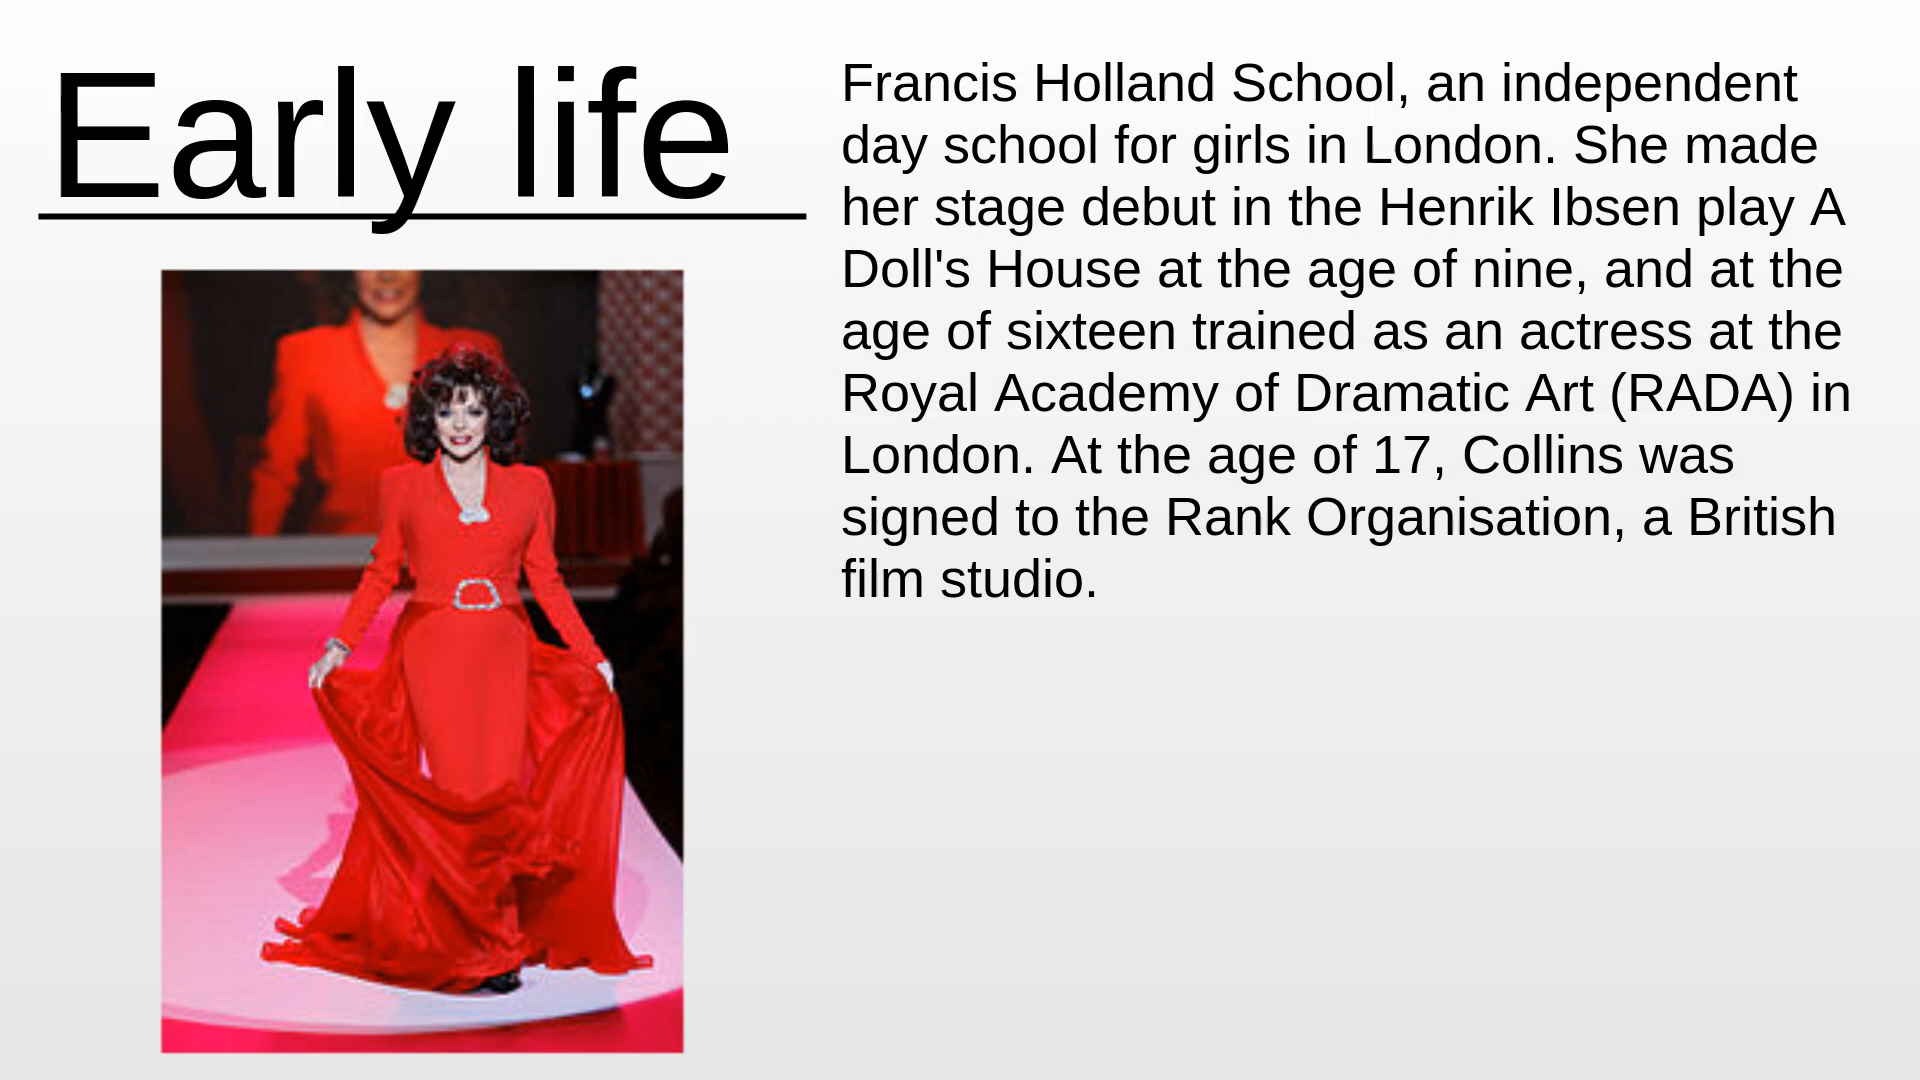 Early life
Francis Holland School, an independent
day school for girls in London. She made
her stage debut in the Henrik Ibsen play A
Doll's House at the age of nine, and at the
age of sixteen trained as an actress at the
Royal Academy of Dramatic Art (RADA) in
London. At the age of 17, Collins was
signed to the Rank Organisation, a British
film studio.